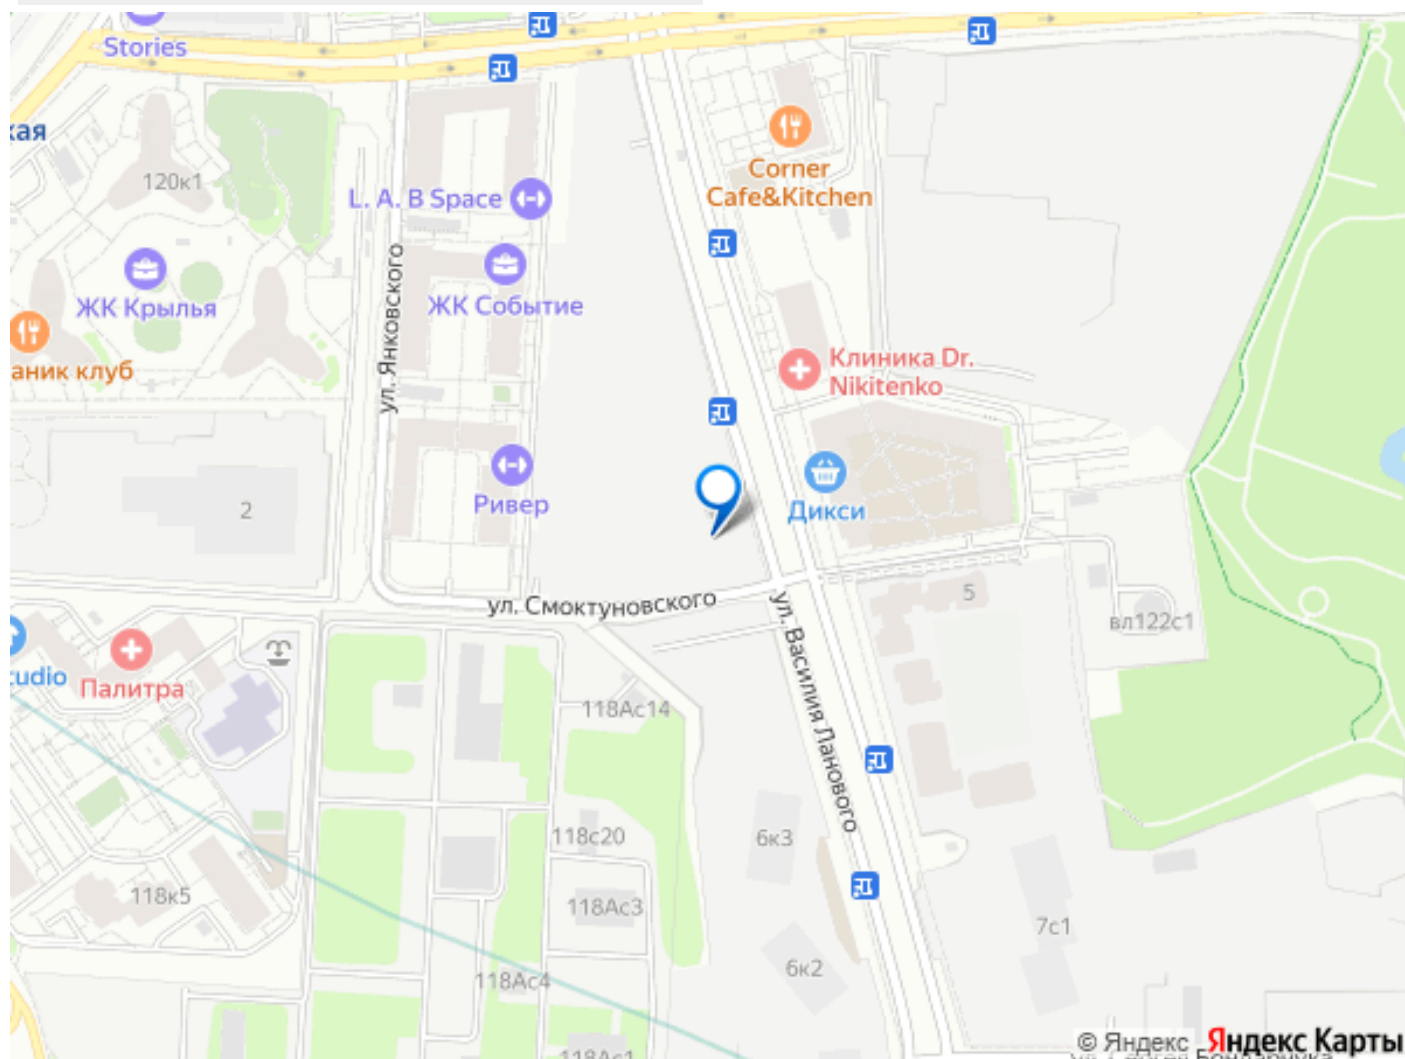 Stories
кая
120к1
Corner
Cafe&Kitchen
L. A. B Space
ул. Янковского
ЖК Крылья
ЖК Событие
аник клуб
Клиника Dr.
Nikitenko
2
Ривер
Дикси
ул. Смоктуновского
5
вл122с1
ул. Василия Ланового
tudio
Палитра
118Ас14
118с20
6к3
118к5
118Ас3
7с1
6к2
118Ас4
118Ас1
© Яндекс Яндекс Карты